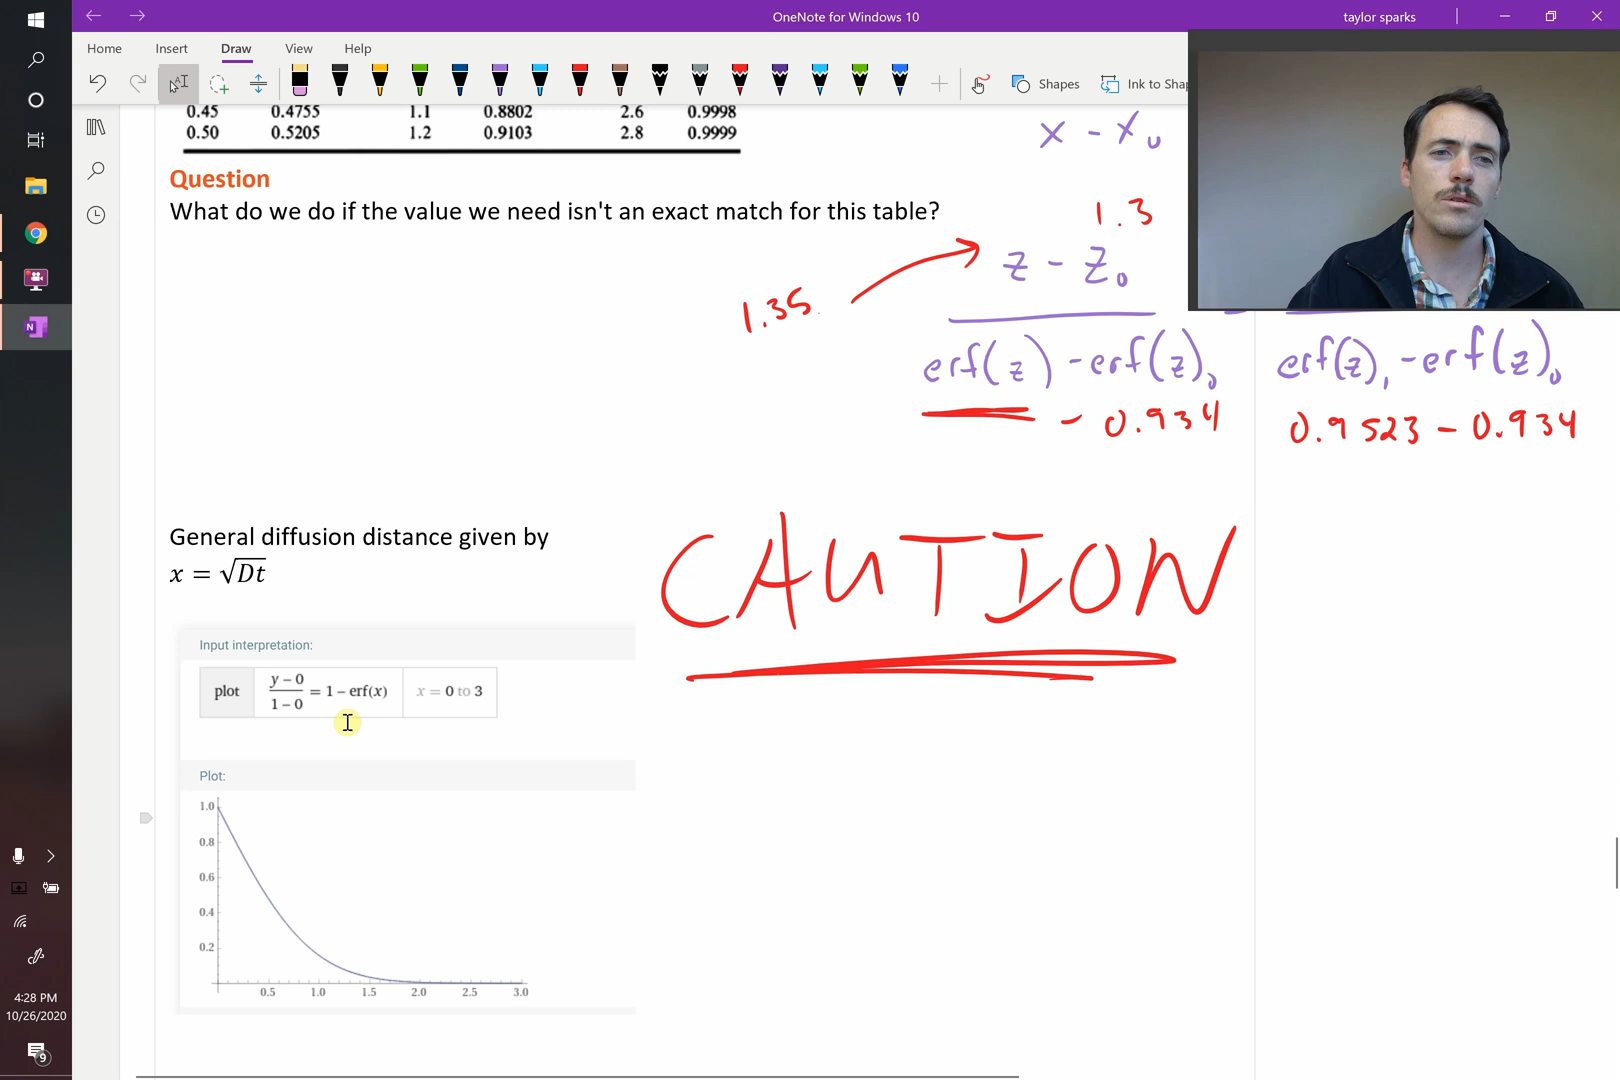 OneNote for Windows 10
taylor sparks
Home Insert Draw View Help
Shapes
Ink to Shap
0.45 0.4755 1.1 0.8802 2.6 0.9998
0.50 0.5205 1.2 0.9103 2.8 0.9999
x - x₀
Question
What do we do if the value we need isn't an exact match for this table?
1.3
z - z₀
1.35
erf(z) - erf(z)₀
erf(z)₁ - erf(z)₀
- 0.934
0.9523 - 0.934
General diffusion distance given by
x = √Dt
CAUTION
Input interpretation:
plot (y − 0)/(1 − 0) = 1 − erf(x) x = 0 to 3
Plot:
1.0
0.8
0.6
0.4
0.2
0.5 1.0 1.5 2.0 2.5 3.0
4:28 PM
10/26/2020
9